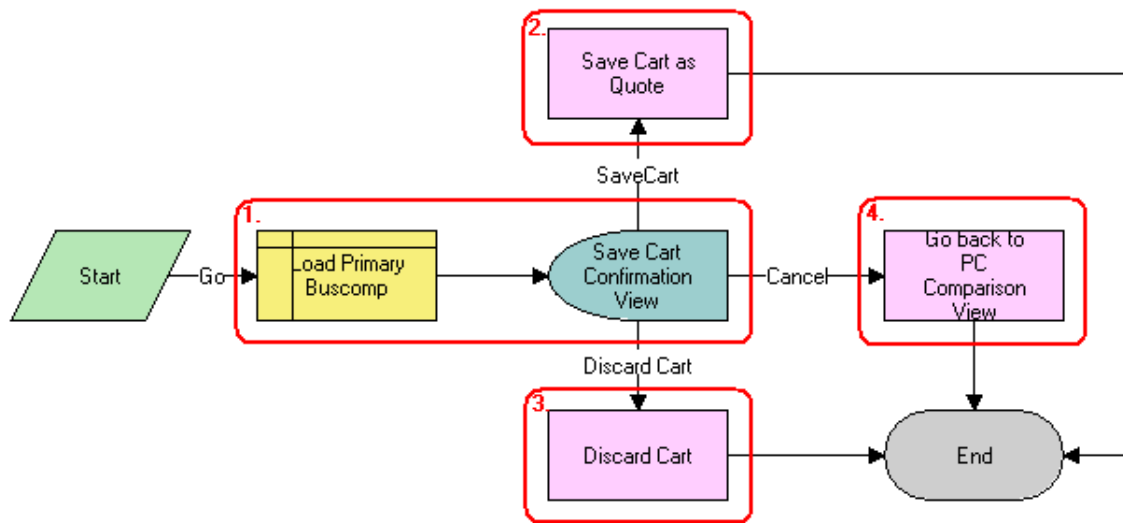 2.
Save Cart as
Quote
SaveCart
1.
4.
Start
Go
Load Primary
Buscomp
Save Cart
Confirmation
View
Cancel
Go back to
PC
Comparison
View
Discard Cart
3.
Discard Cart
End